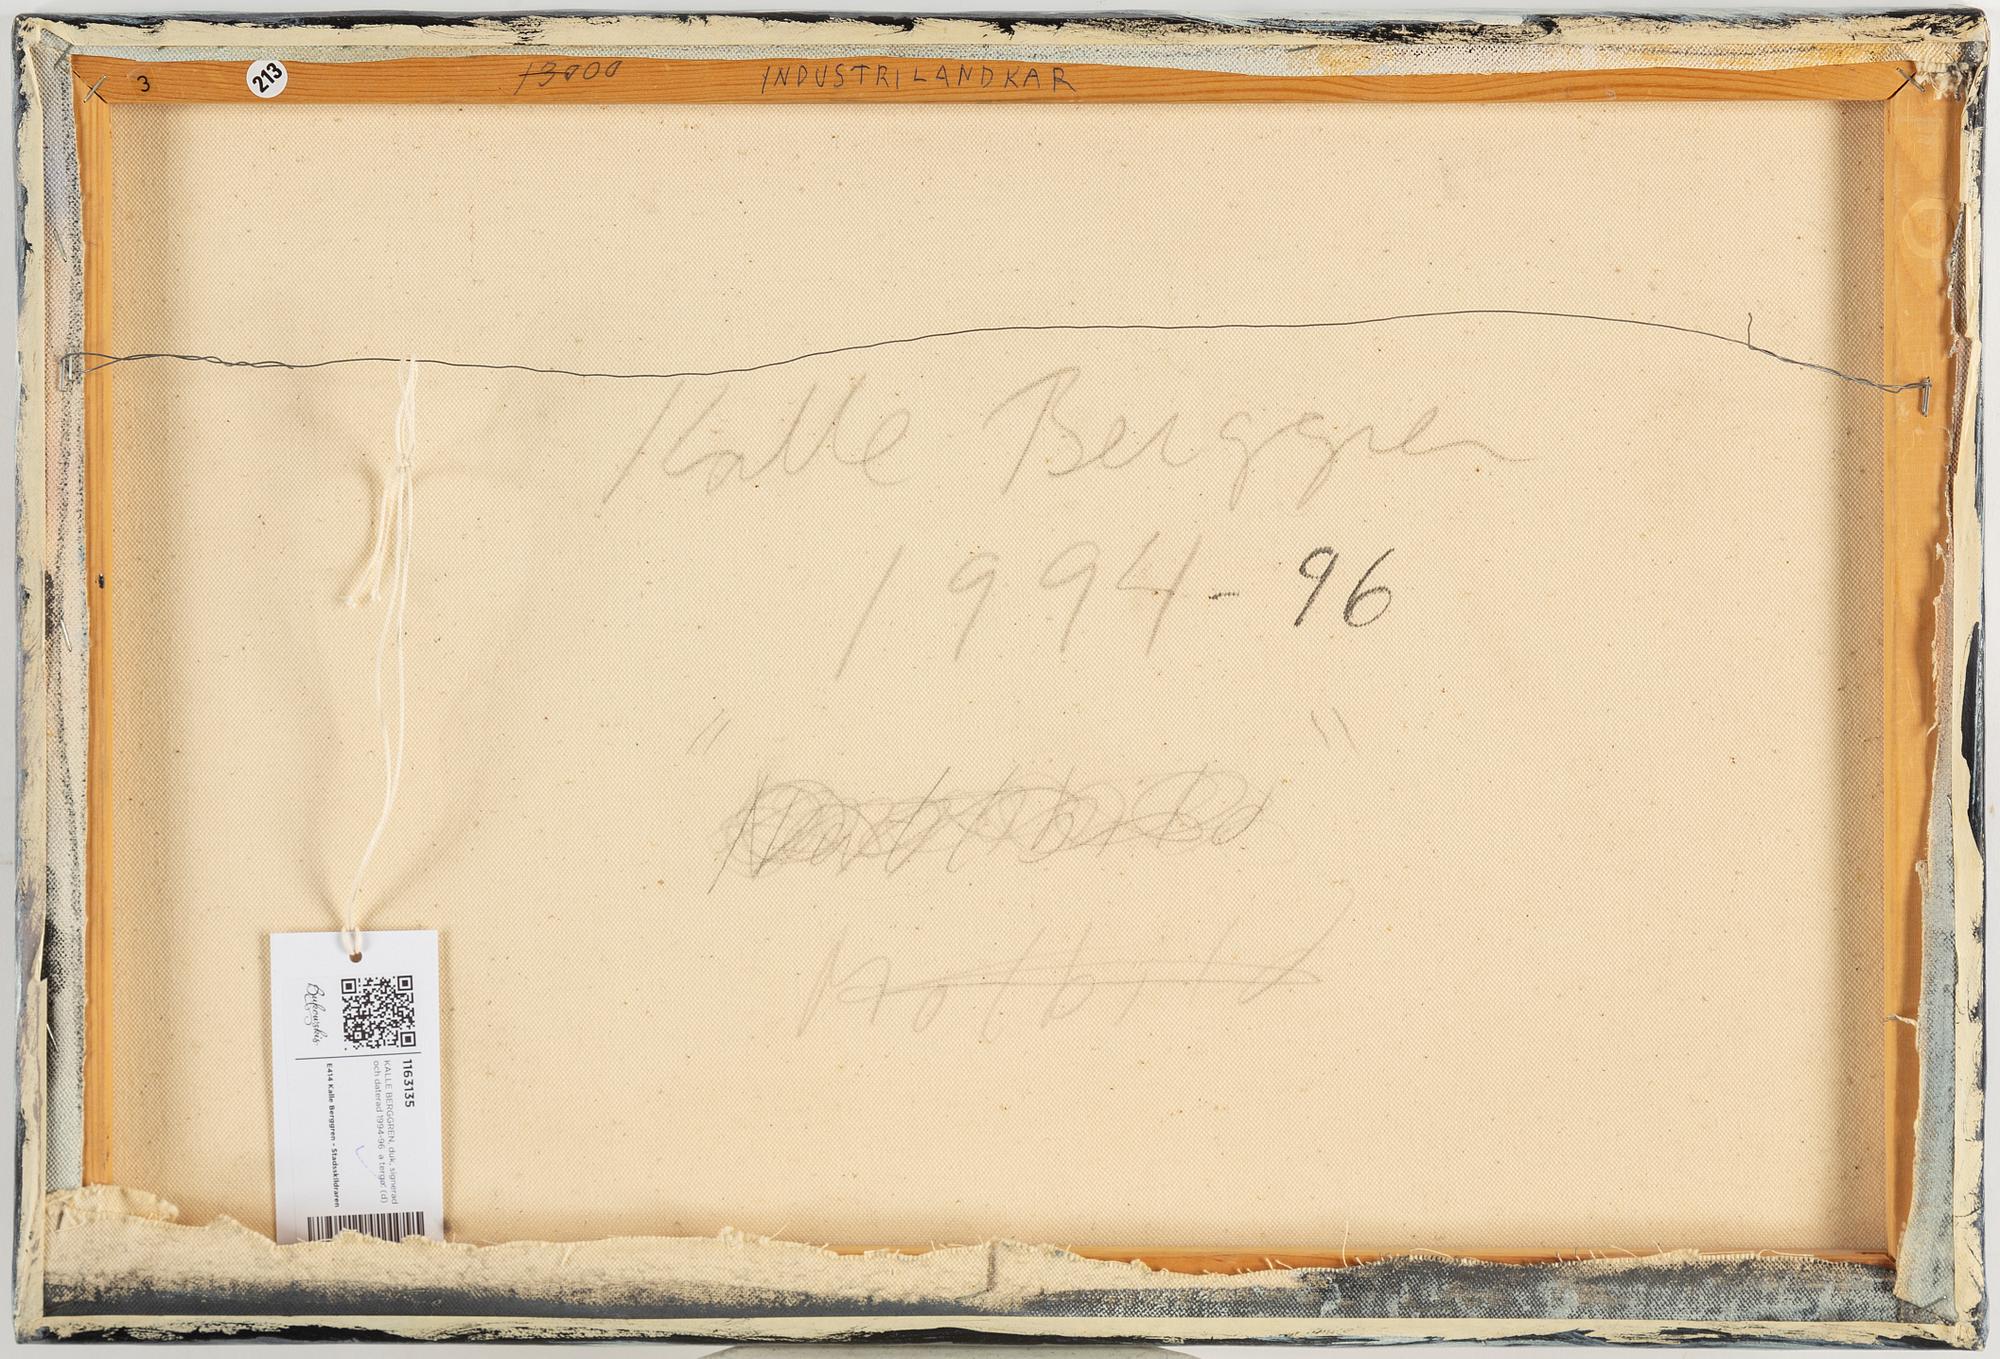 3 213 13000 INDUSTRILANDKAR
Kalle Berggren
1994-96
"          "
Bukowskis
1163135
KALLE BERGGREN, duk, signerad
och daterad 1994-96 a tergo. (d)
E414 Kalle Berggren - Stadsskildraren